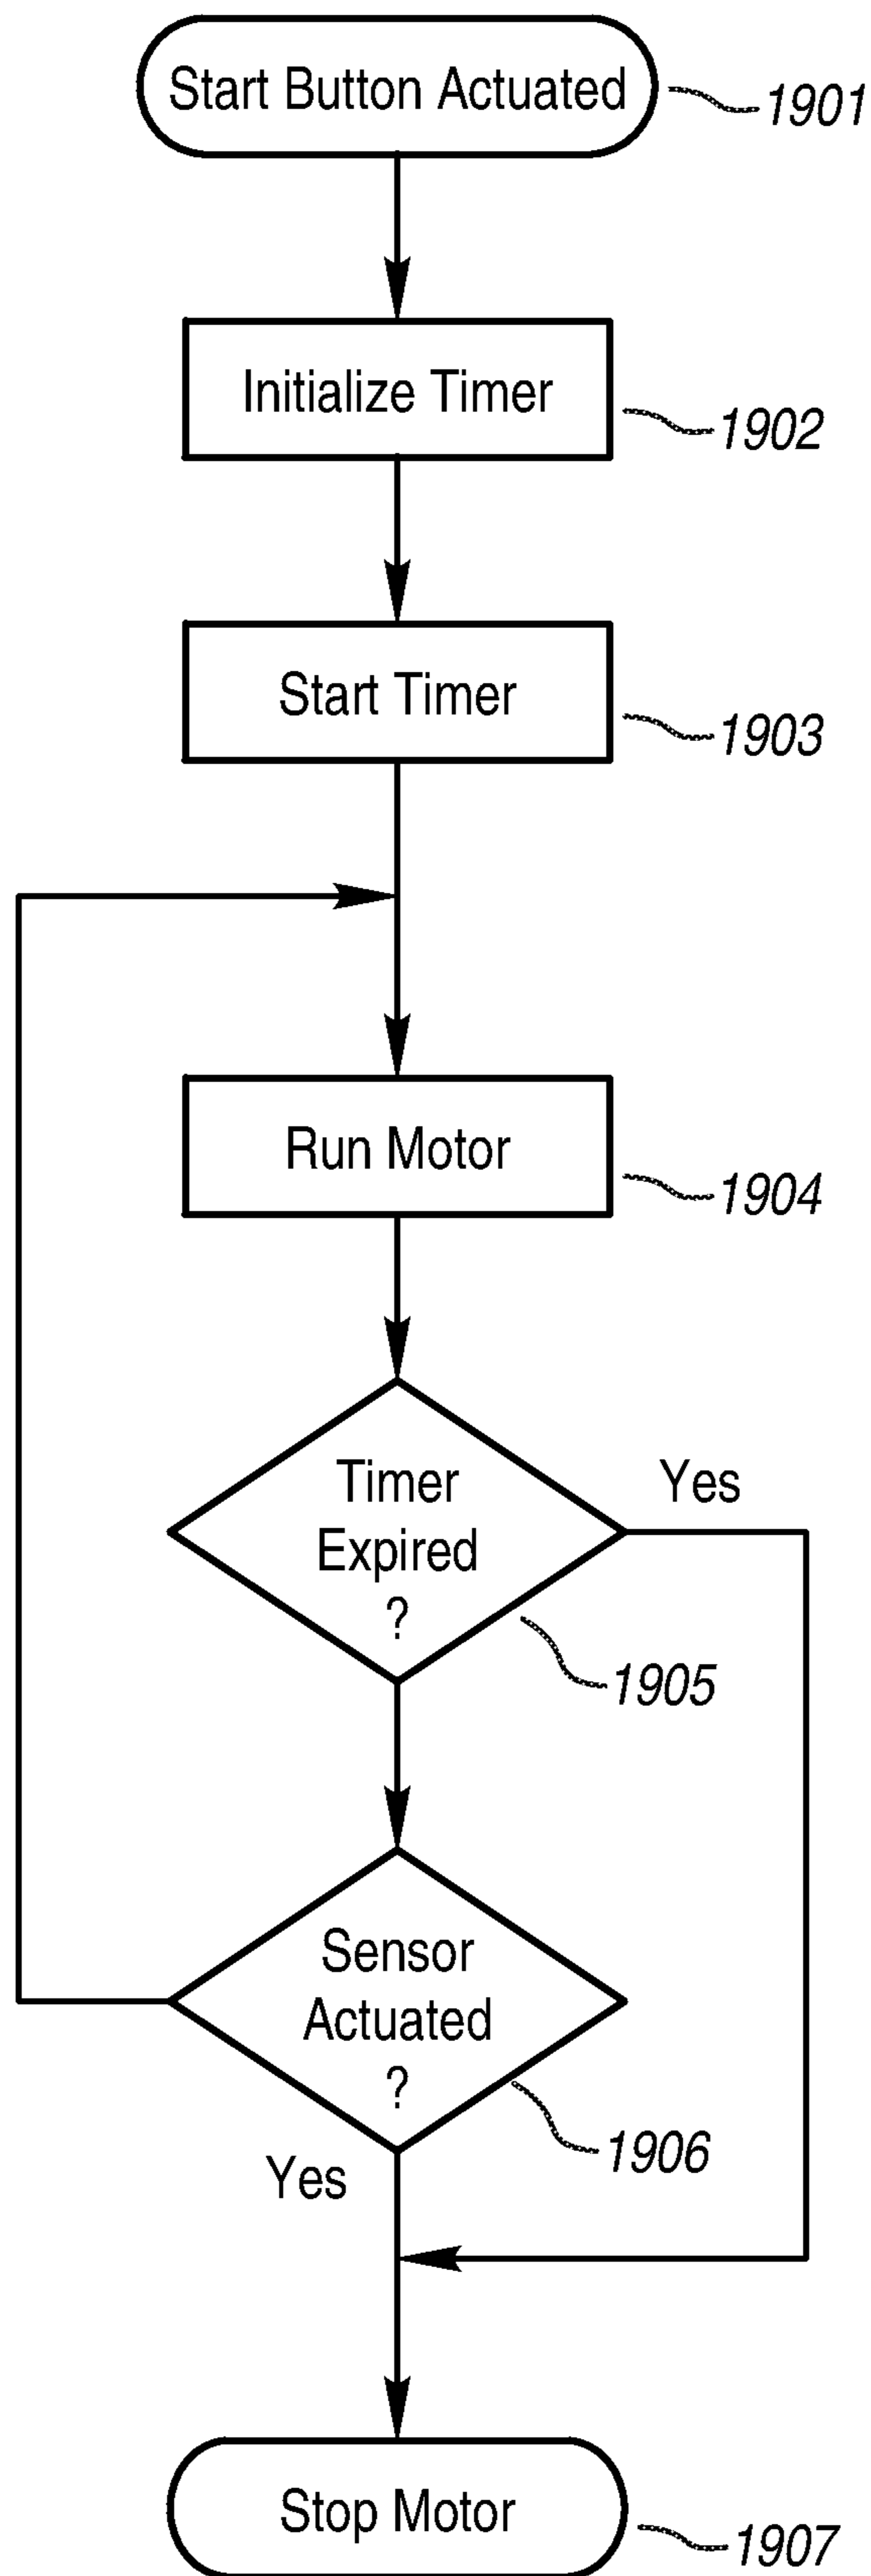 Start Button Actuated
1901
Initialize Timer
1902
Start Timer
1903
Run Motor
1904
Timer
Expired
?
Yes
1905
Sensor
Actuated
?
1906
Yes
Stop Motor
1907